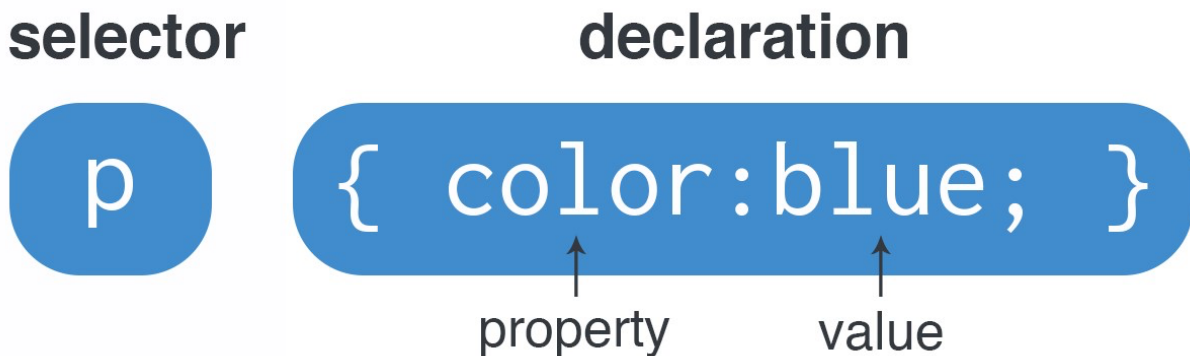 selector declaration
p { color:blue; }
property value